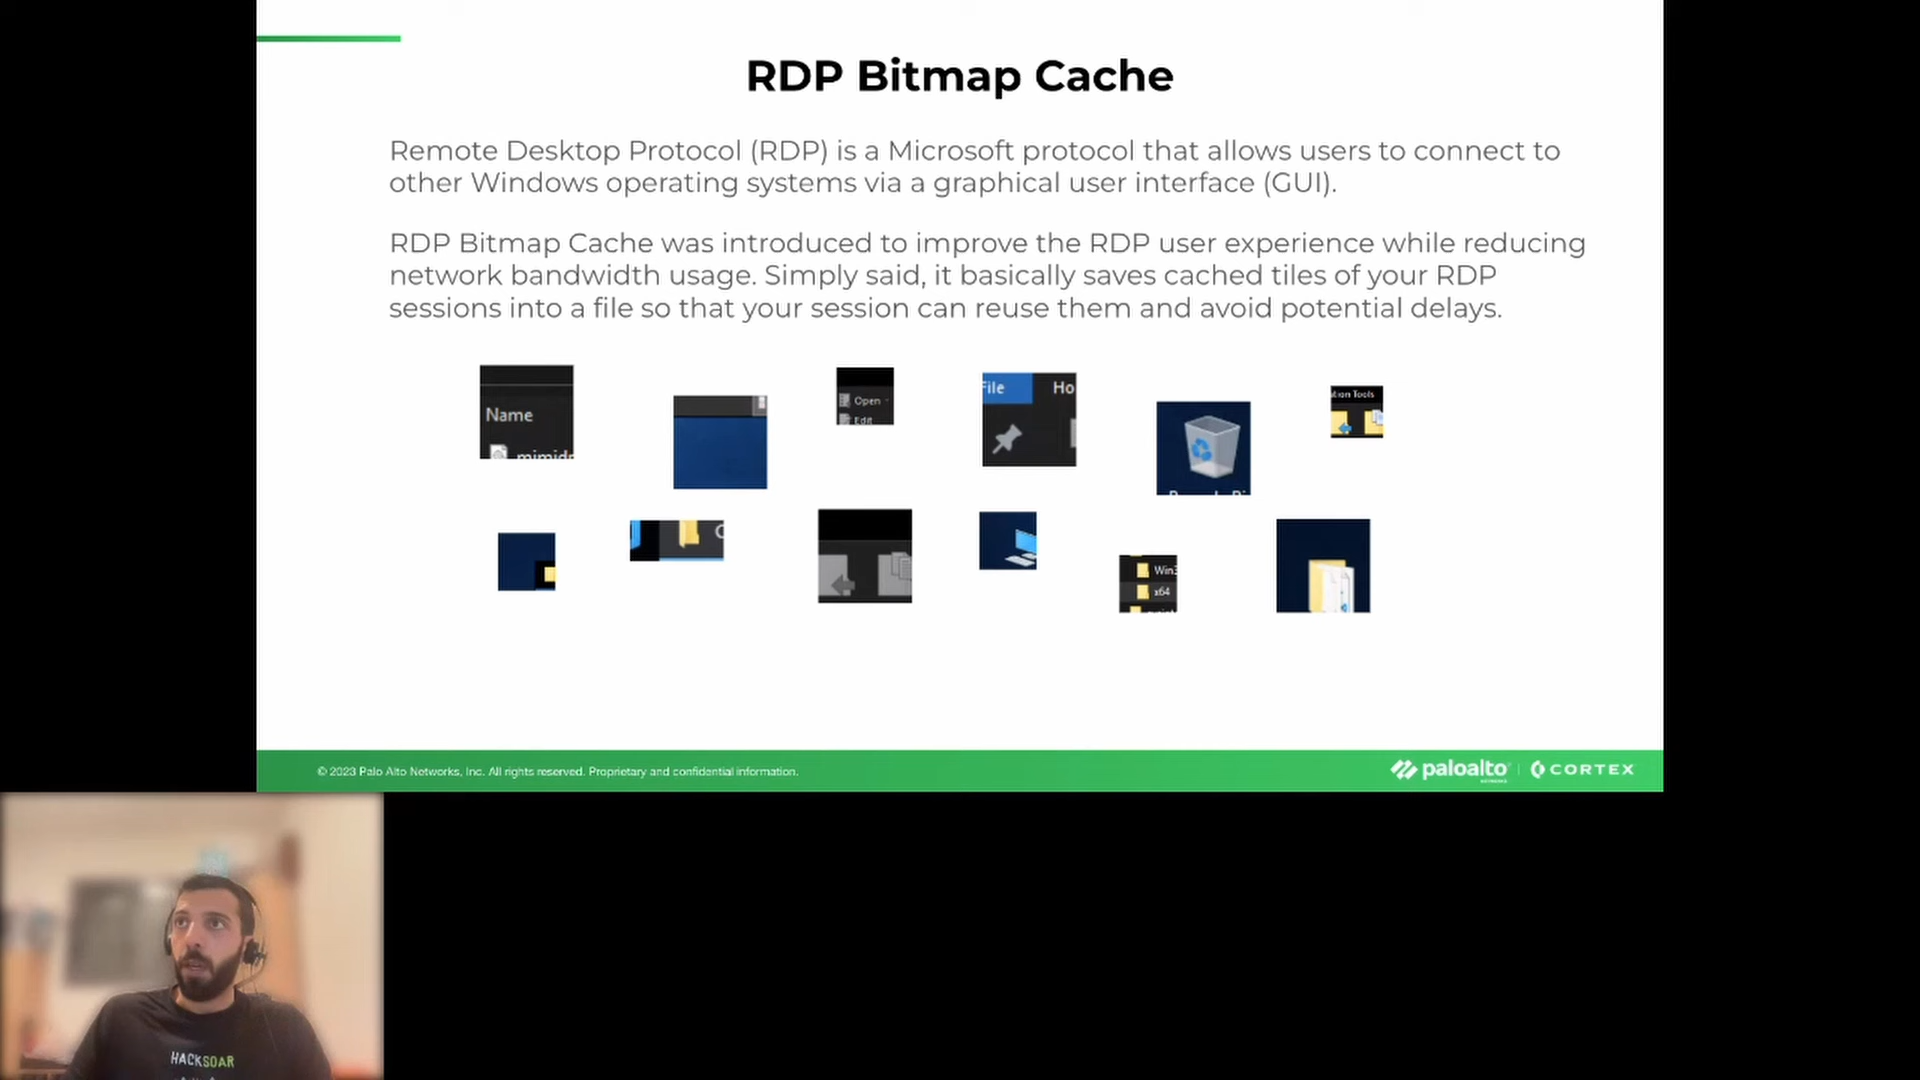 RDP Bitmap Cache
Remote Desktop Protocol (RDP) is a Microsoft protocol that allows users to connect to
other Windows operating systems via a graphical user interface (GUI).
RDP Bitmap Cache was introduced to improve the RDP user experience while reducing
network bandwidth usage. Simply said, it basically saves cached tiles of your RDP
sessions into a file so that your session can reuse them and avoid potential delays.
Name
Open
Edit
File
Ho
Tools
Win3
x64
© 2023 Palo Alto Networks, Inc. All rights reserved. Proprietary and confidential information.
paloalto
NETWORKS
CORTEX
HACKSOAR